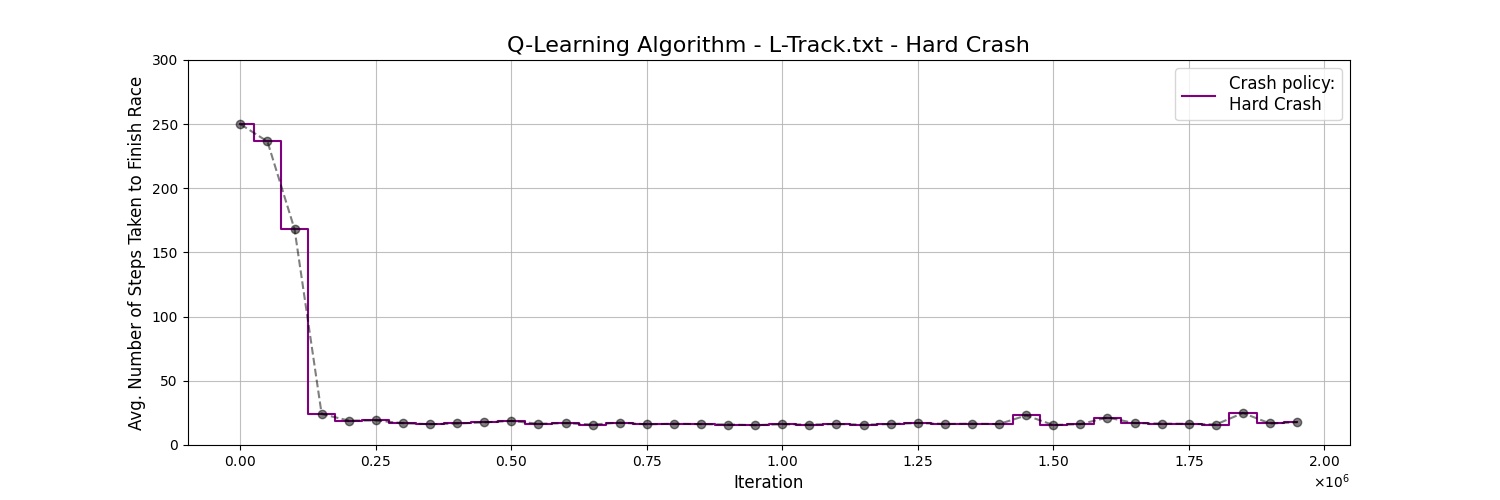 Q-Learning Algorithm - L-Track.txt - Hard Crash
Avg. Number of Steps Taken to Finish Race
300
250
200
150
100
50
0
Crash policy:
Hard Crash
0.00 0.25 0.50 0.75 1.00 1.25 1.50 1.75 2.00
Iteration
×10⁶